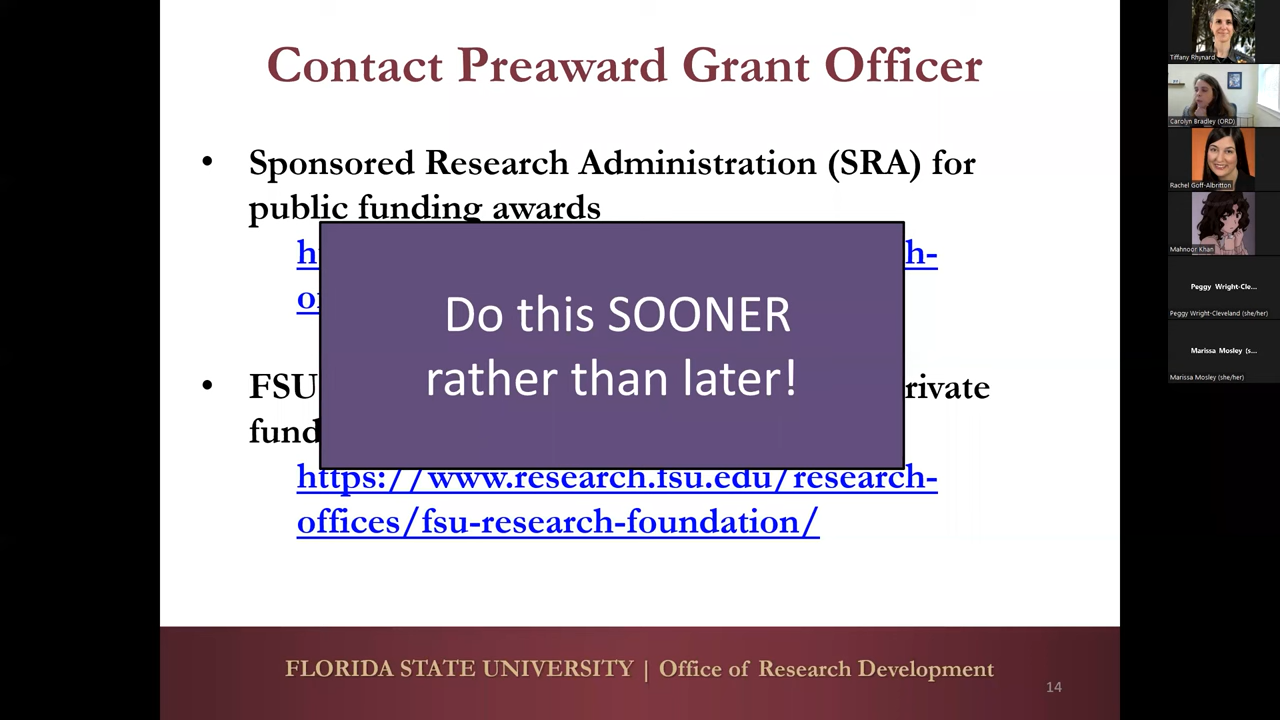 Contact Preaward Grant Officer
• Sponsored Research Administration (SRA) for
public funding awards
h-
Do this SOONER
rather than later!
• FSU rivate
fund
https://www.research.fsu.edu/research-
offices/fsu-research-foundation/
FLORIDA STATE UNIVERSITY | Office of Research Development
14
Tiffany Rhynard
Carolyn Bradley (ORD)
Rachel Goff-Albritton
Mahnoor Khan
Peggy Wright-Cle...
Peggy Wright-Cleveland (she/her)
Marissa Mosley (s...
Marissa Mosley (she/her)